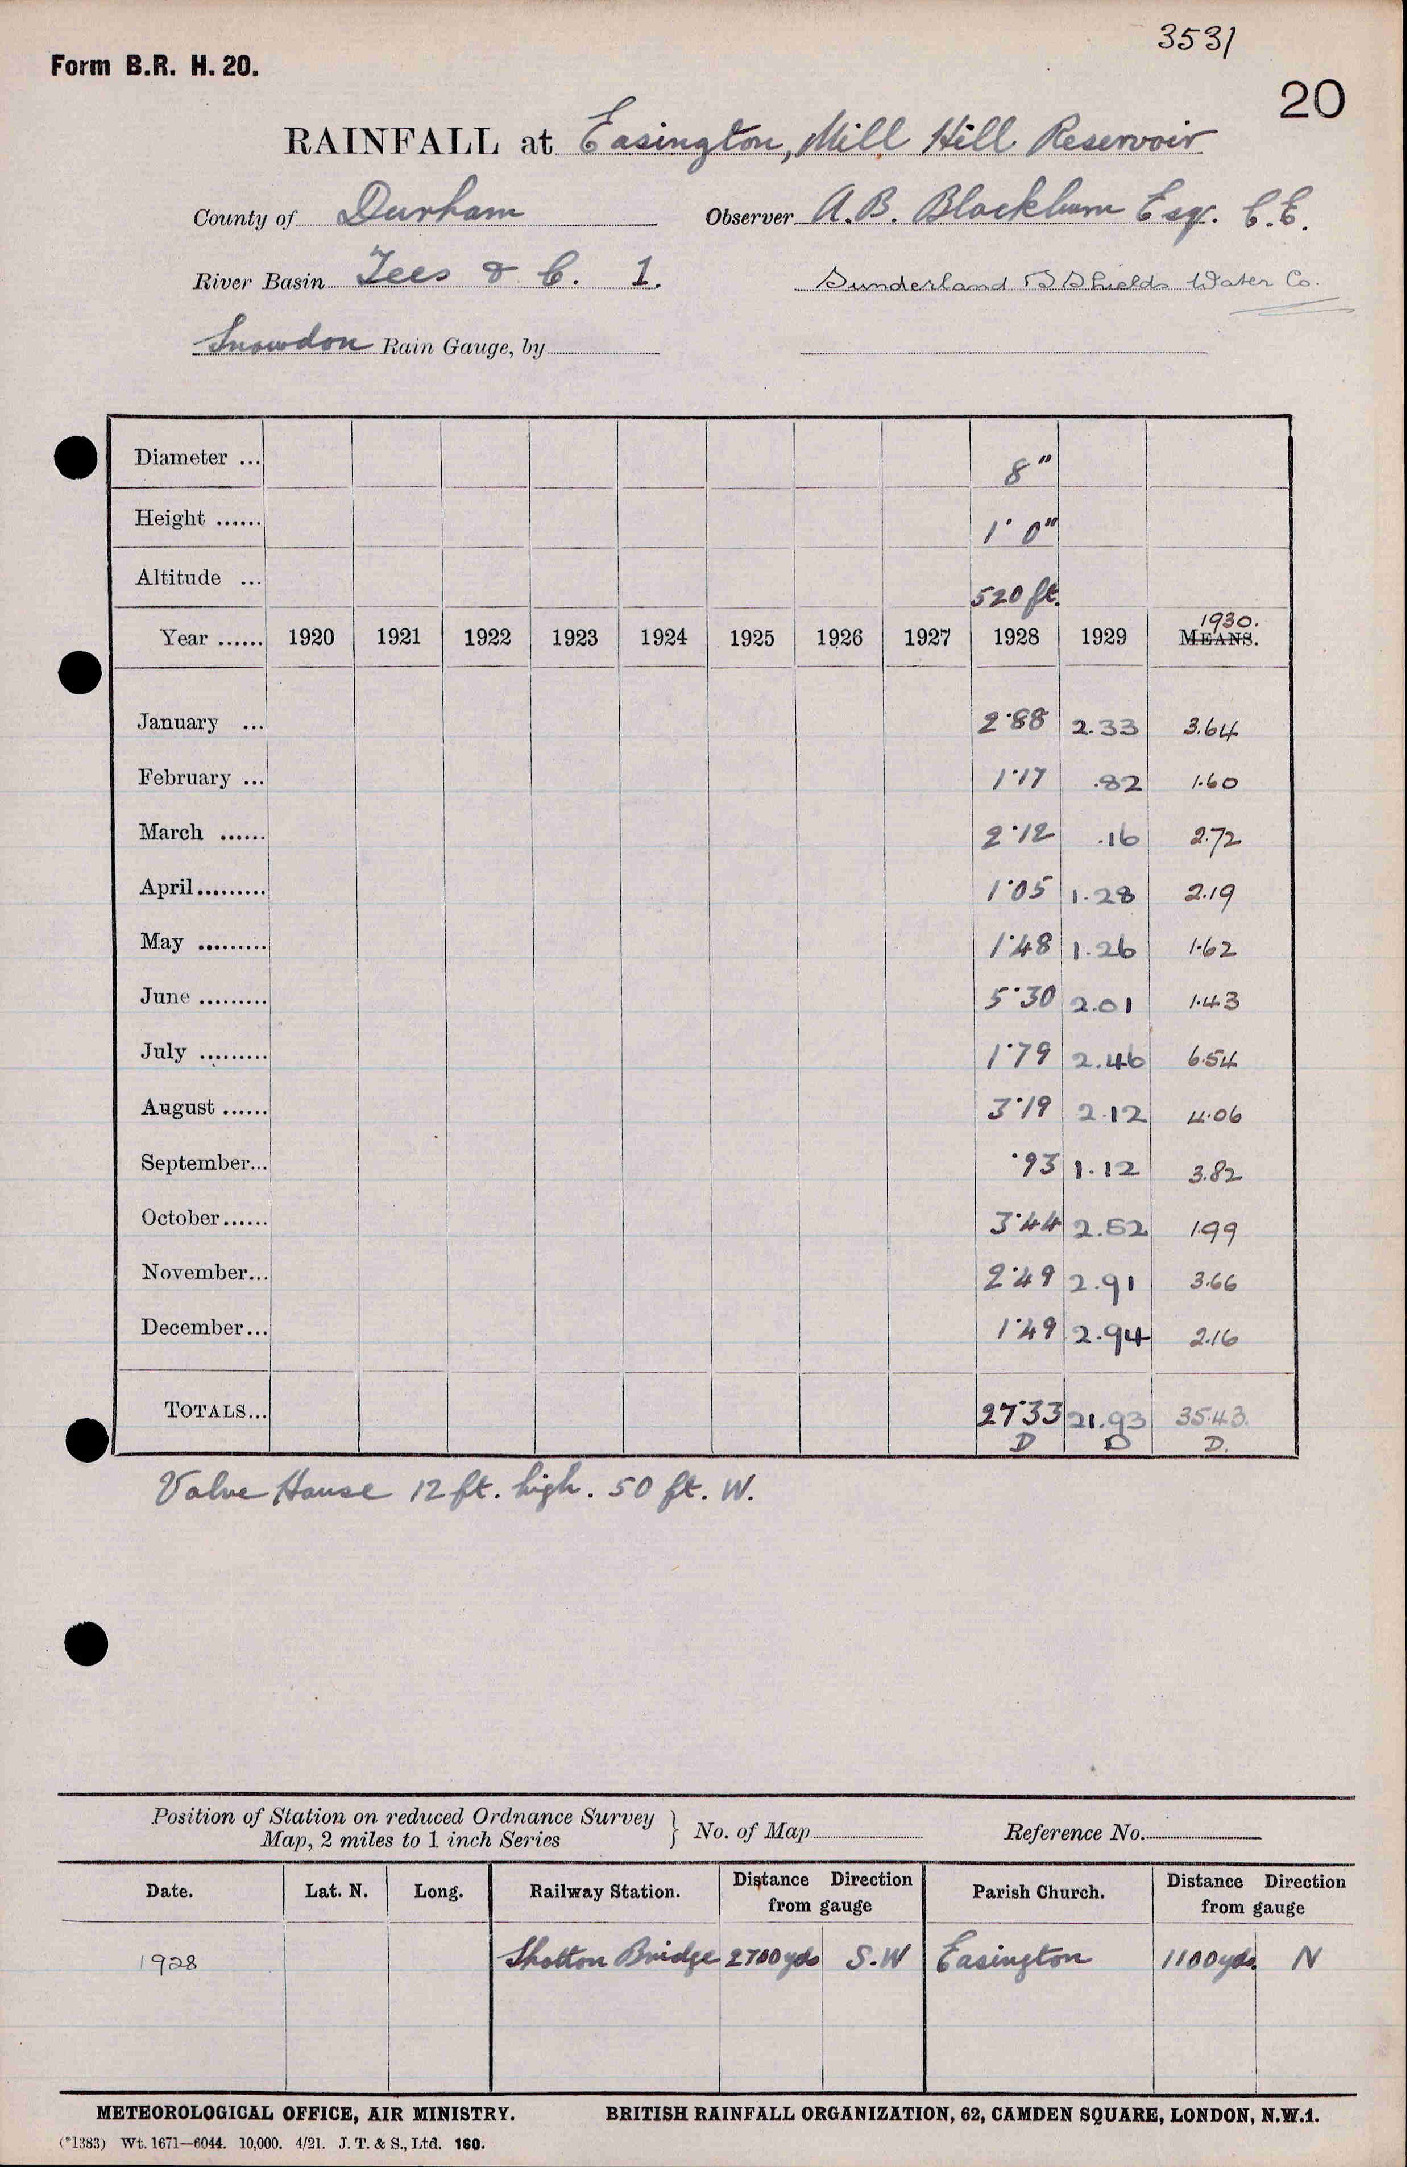 3531
Form B.R. H. 20.
20
RAINFALL at Easington, Mill Hill Reservoir
County of Durham Observer A.B. Blackburn Esq. C.E.
River Basin Tees & C. 1. Sunderland & S Shields Water Co.
Snowdon Rain Gauge, by
Diameter ... 8"
Height ...... 1' 0"
Altitude ... 520 ft.
1930.
Year ...... 1920 1921 1922 1923 1924 1925 1926 1927 1928 1929 MEANS.
January ... 2·88 2.33 3.64
February ... 1·17 .82 1.60
March ...... 2·12 .16 2.72
April......... 1·05 1.28 2.19
May ......... 1·48 1.26 1.62
June ......... 5·30 2.01 1.43
July ......... 1·79 2.46 6.54
August ...... 3·19 2.12 4.06
September... ·93 1.12 3.82
October...... 3·44 2.52 1.99
November... 2·49 2.91 3.66
December... 1·49 2.94 2.16
TOTALS... 27·33 21.93 35.43.
D D D.
Valve House 12 ft. high. 50 ft. W.
Position of Station on reduced Ordnance Survey
Map, 2 miles to 1 inch Series } No. of Map Reference No.
Date. Lat. N. Long. Railway Station. Distance Direction from gauge Parish Church. Distance Direction from gauge
1928 Shotton Bridge 2700 yds S.W Easington 1100 yds. N
METEOROLOGICAL OFFICE, AIR MINISTRY. BRITISH RAINFALL ORGANIZATION, 62, CAMDEN SQUARE, LONDON, N.W.1.
(*1383) Wt. 1671—6044. 10,000. 4/21. J. T. & S., Ltd. 160.